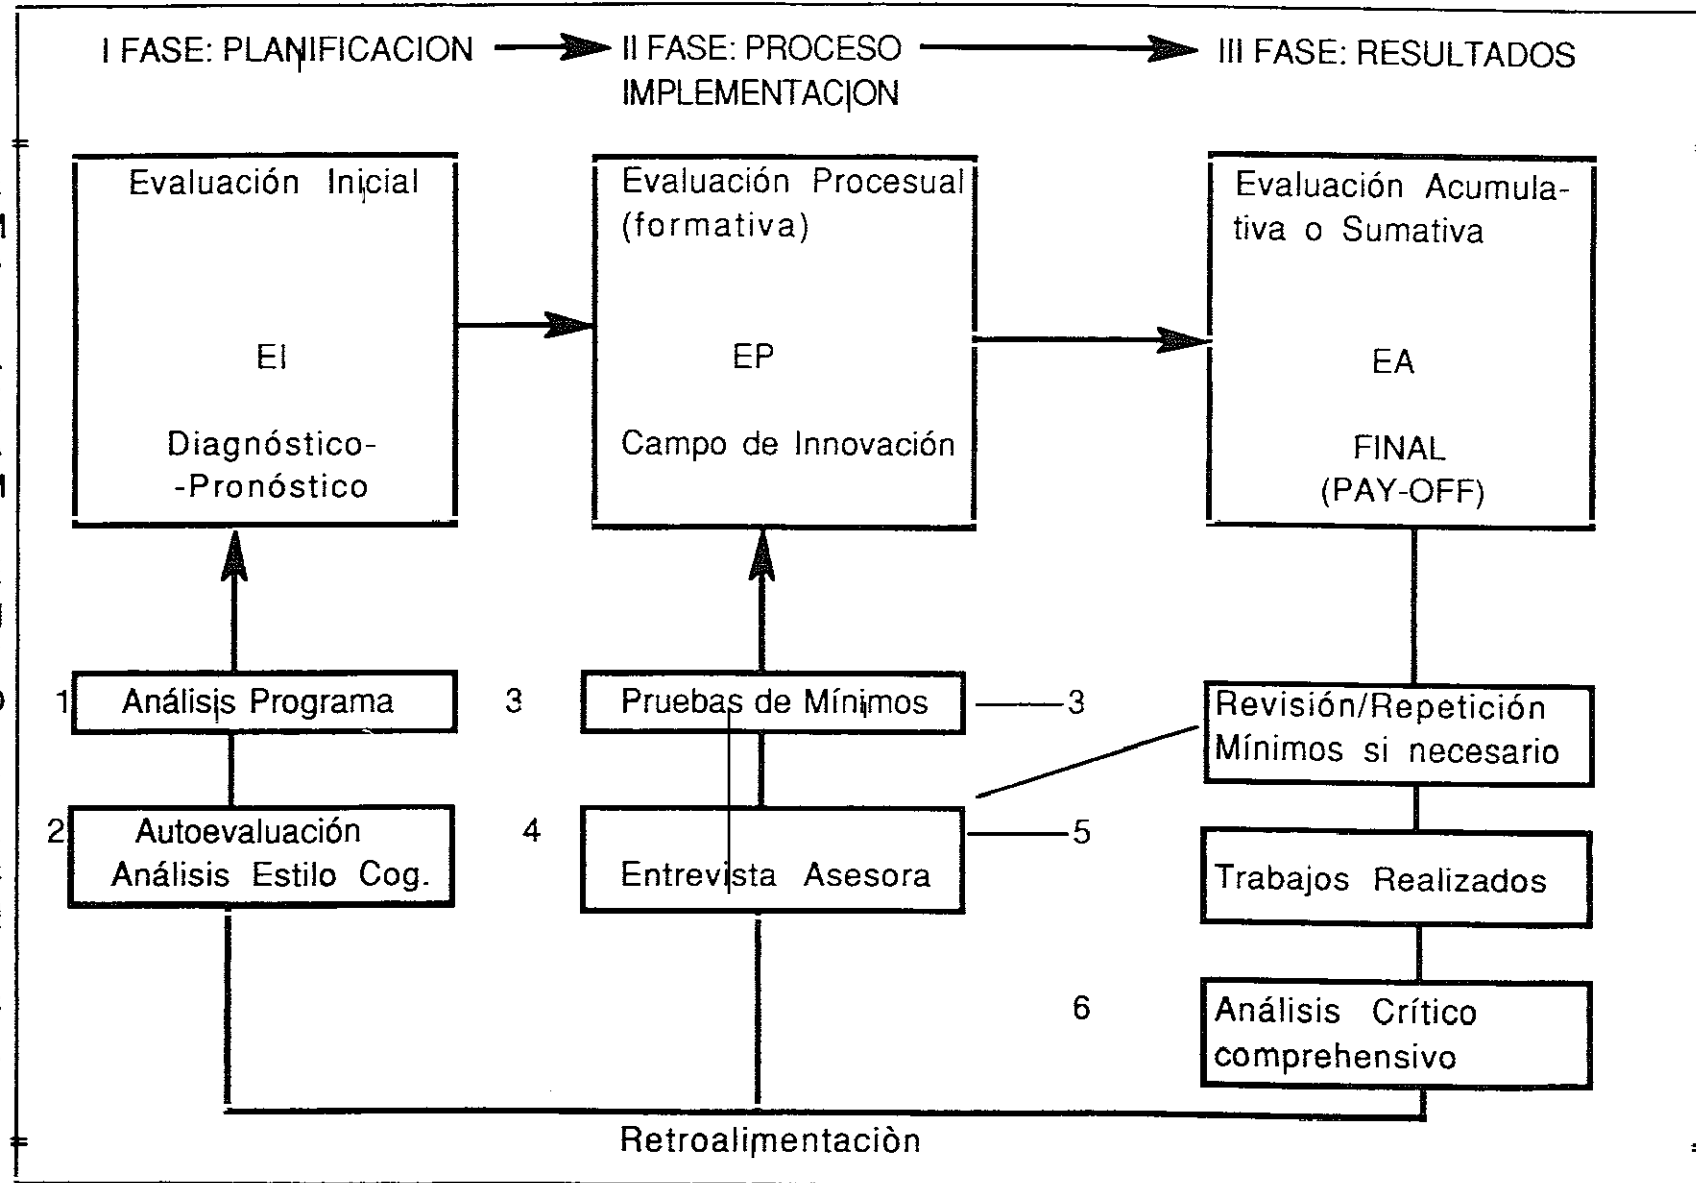 I FASE: PLANIFICACION
II FASE: PROCESO
IMPLEMENTACION
III FASE: RESULTADOS
Evaluación Inicial
EI
Diagnóstico-
-Pronóstico
Evaluación Procesual
(formativa)
EP
Campo de Innovación
Evaluación Acumula-
tiva o Sumativa
EA
FINAL
(PAY-OFF)
1 Análisis Programa
2 Autoevaluación
Análisis Estilo Cog.
3 Pruebas de Mínimos 3
4 Entrevista Asesora 5
Revisión/Repetición
Mínimos si necesario
Trabajos Realizados
6 Análisis Crítico
comprehensivo
Retroalimentaciòn